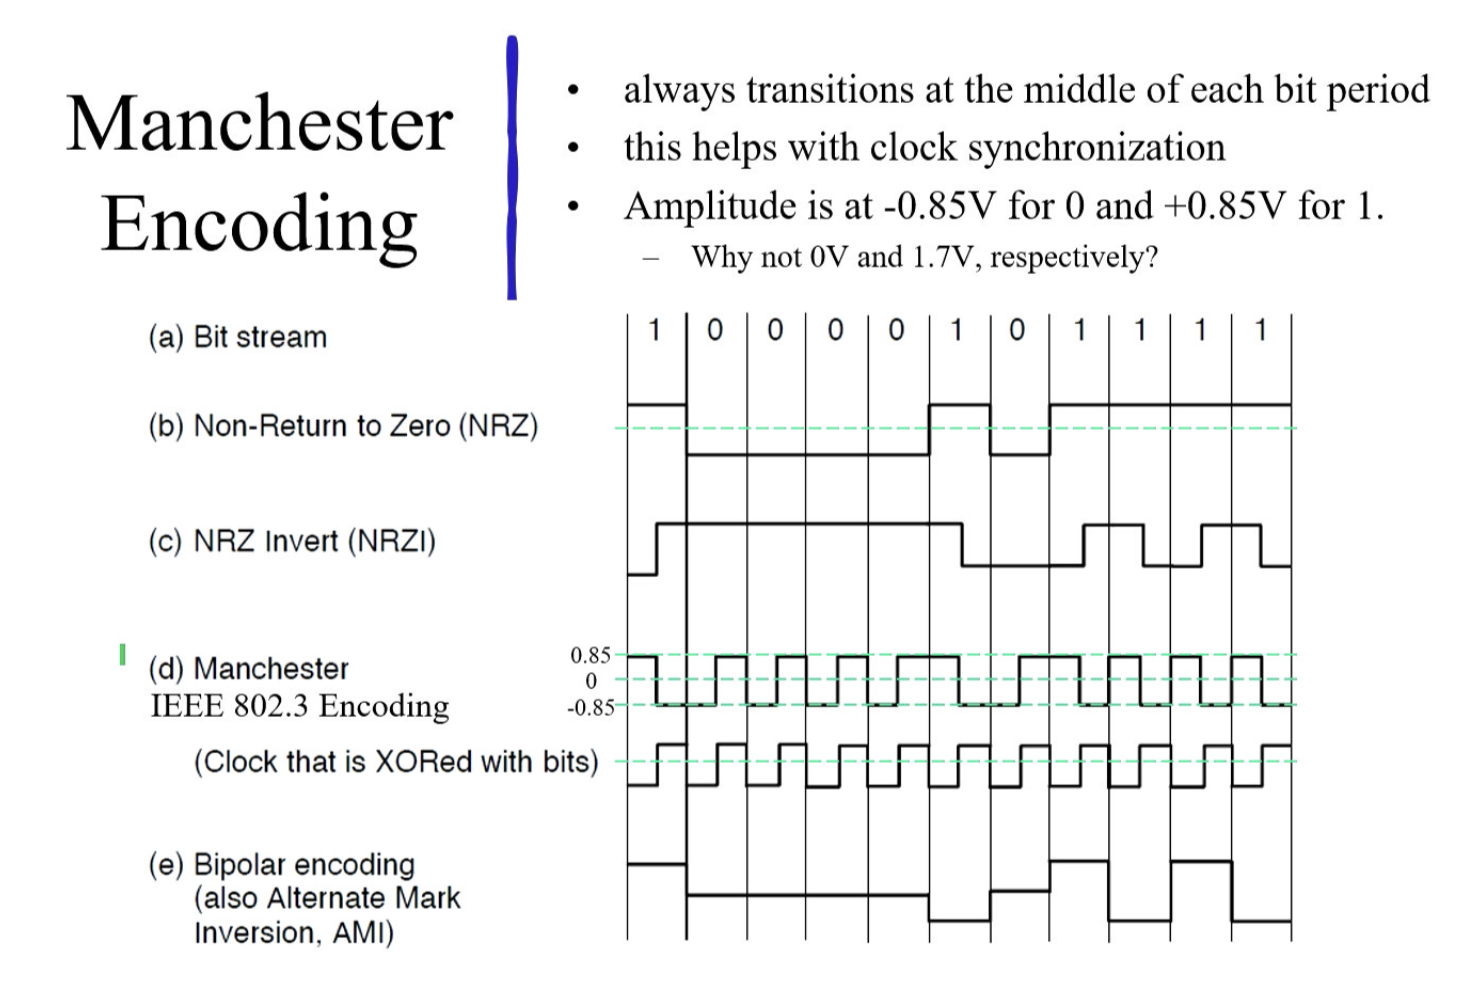 Manchester
Encoding
• always transitions at the middle of each bit period
• this helps with clock synchronization
• Amplitude is at -0.85V for 0 and +0.85V for 1.
– Why not 0V and 1.7V, respectively?
(a) Bit stream 1 0 0 0 0 1 0 1 1 1 1
(b) Non-Return to Zero (NRZ)
(c) NRZ Invert (NRZI)
0.85
(d) Manchester
0
IEEE 802.3 Encoding
-0.85
(Clock that is XORed with bits)
(e) Bipolar encoding
(also Alternate Mark
Inversion, AMI)